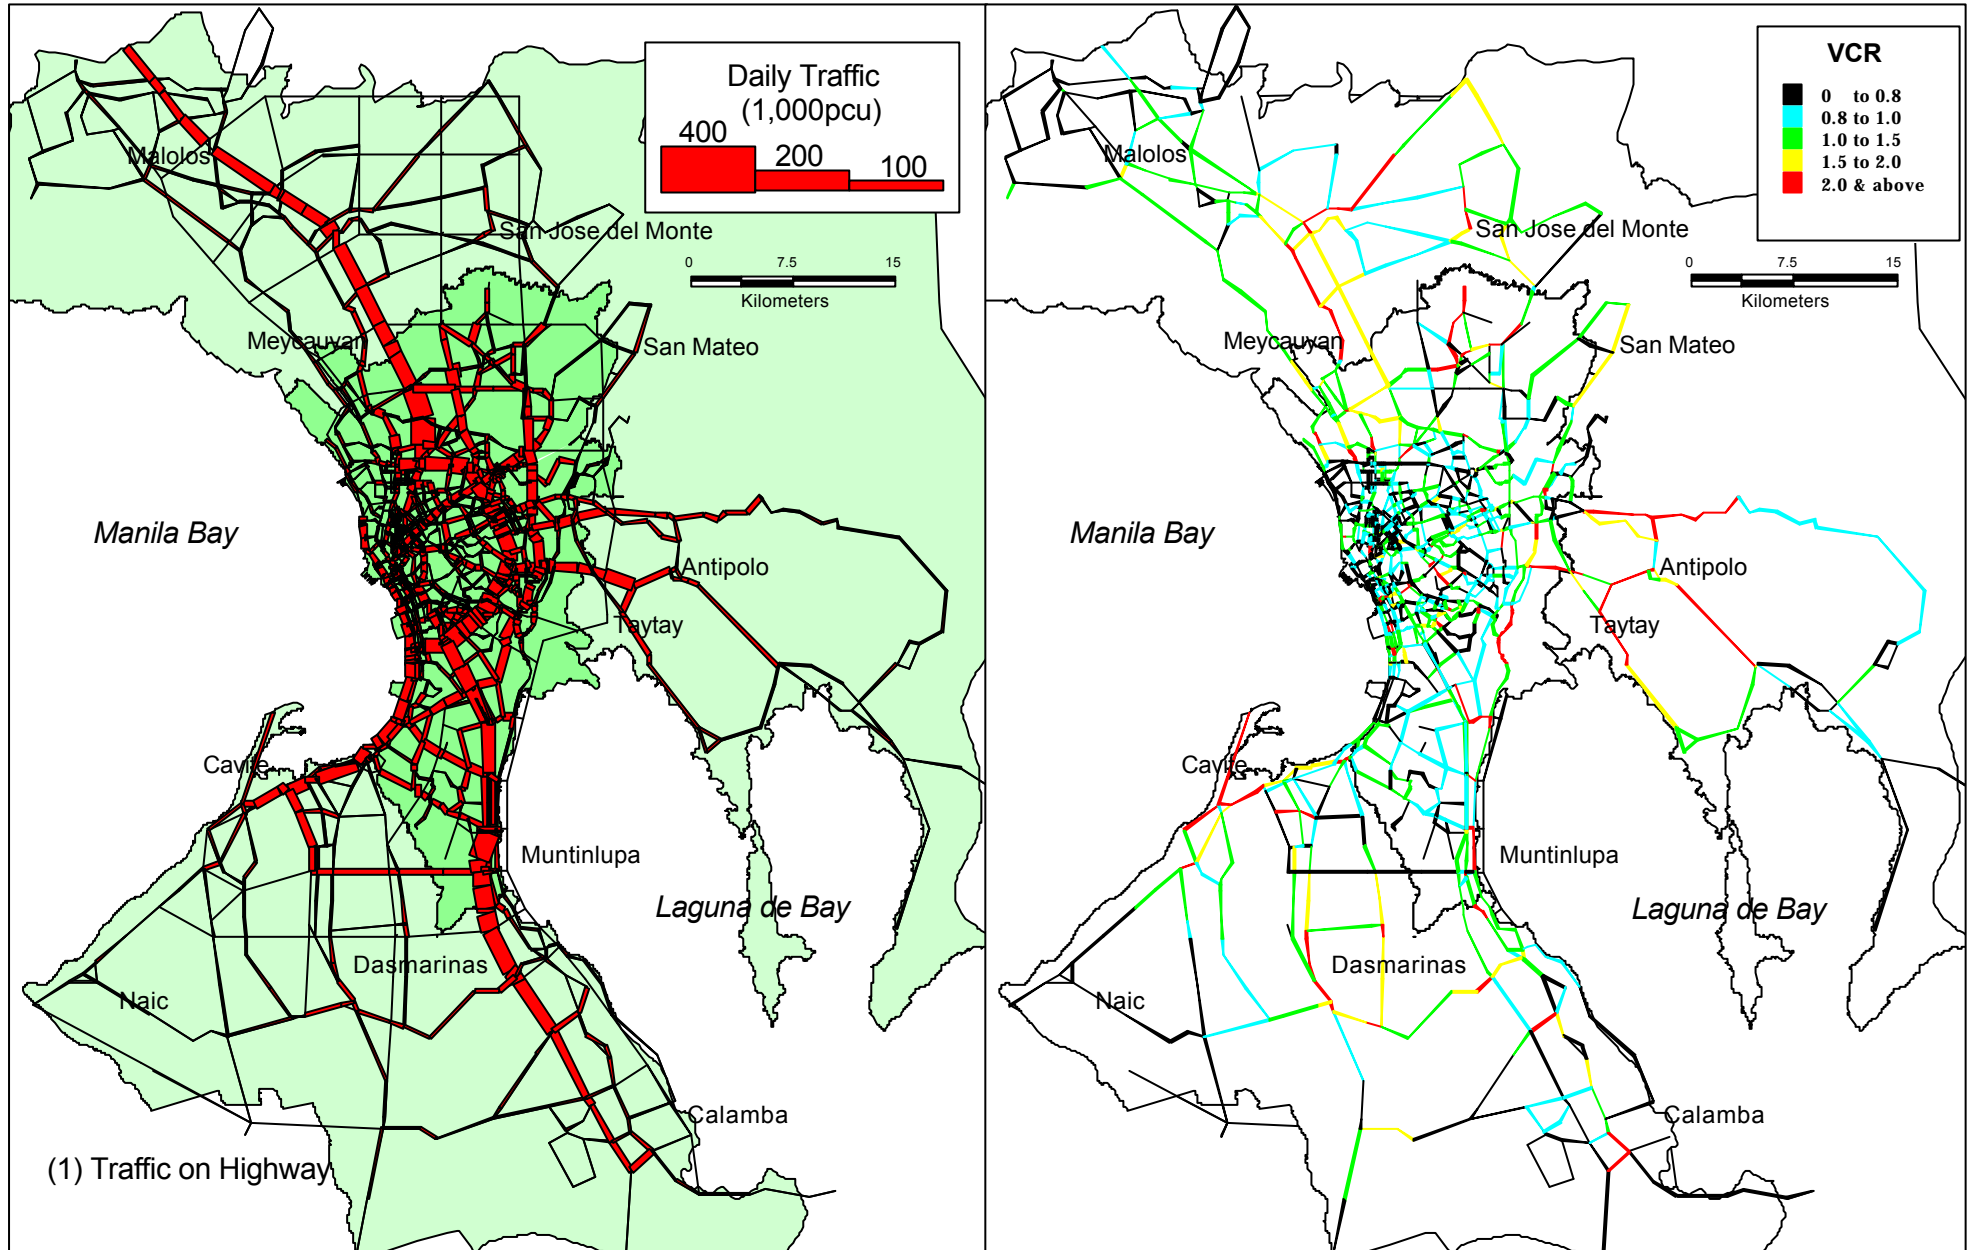 Daily Traffic
(1,000pcu)
400
200
100
Malolos
San Jose del Monte
0 7.5 15
Kilometers
Meycauyan
San Mateo
Manila Bay
Antipolo
Taytay
Cavite
Muntinlupa
Laguna de Bay
Dasmarinas
Naic
Calamba
(1) Traffic on Highway
VCR
0 to 0.8
0.8 to 1.0
1.0 to 1.5
1.5 to 2.0
2.0 & above
Malolos
San Jose del Monte
0 7.5 15
Kilometers
Meycauyan
San Mateo
Manila Bay
Antipolo
Taytay
Cavite
Muntinlupa
Laguna de Bay
Dasmarinas
Naic
Calamba